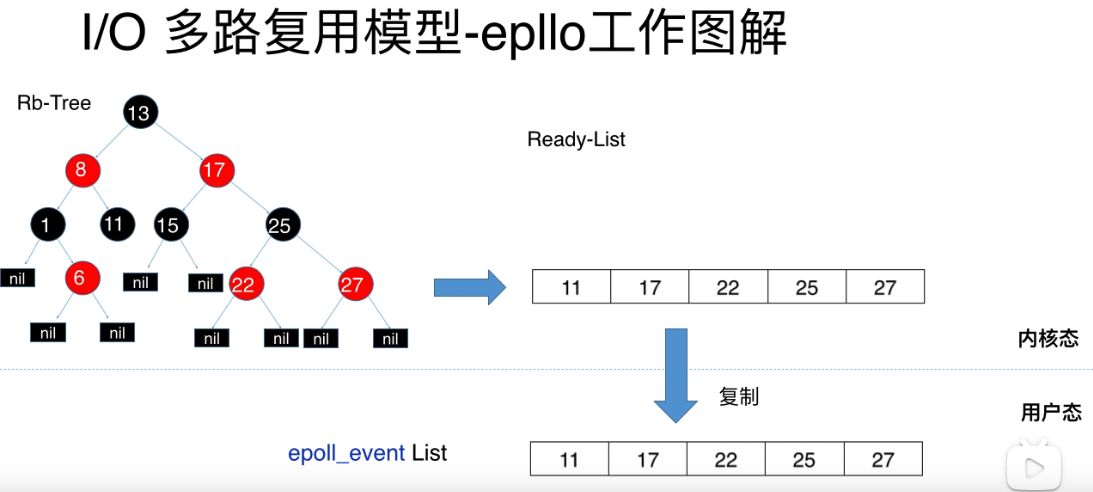 I/O 多路复用模型-epllo工作图解
Rb-Tree
13
Ready-List
8
17
1
11
15
25
nil
6
nil
nil
22
27
11 17 22 25 27
nil
nil
nil
nil
nil
nil
内核态
复制
用户态
epoll_event List
11 17 22 25 27